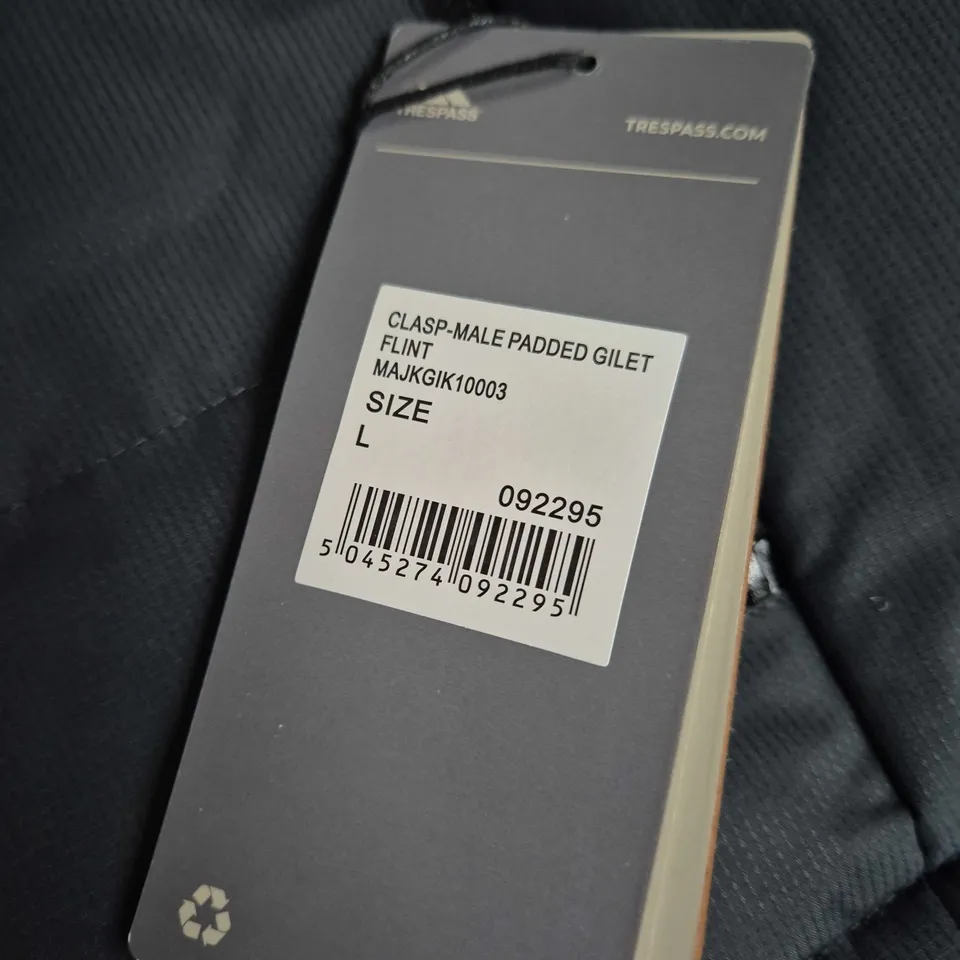 TRESPASS
TRESPASS.COM
CLASP-MALE PADDED GILET
FLINT
MAJKGIK10003
SIZE
L
092295
5 045274 092295